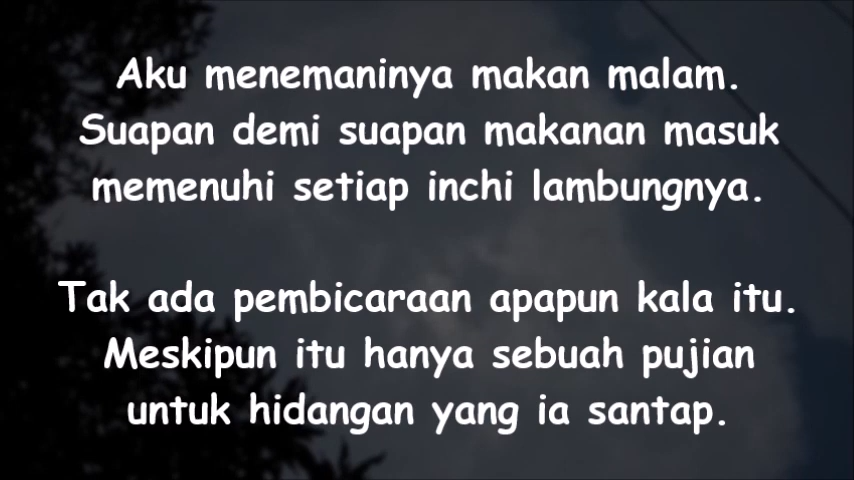 Aku menemaninya makan malam.
Suapan demi suapan makanan masuk
memenuhi setiap inchi lambungnya.
Tak ada pembicaraan apapun kala itu.
Meskipun itu hanya sebuah pujian
untuk hidangan yang ia santap.